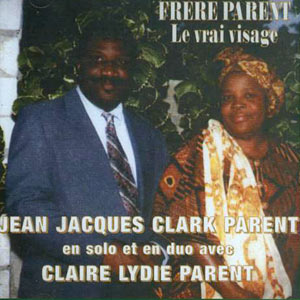 FRERE PARENT
Le vrai visage
JEAN JACQUES CLARK PARENT
en solo et en duo avec
CLAIRE LYDIE PARENT